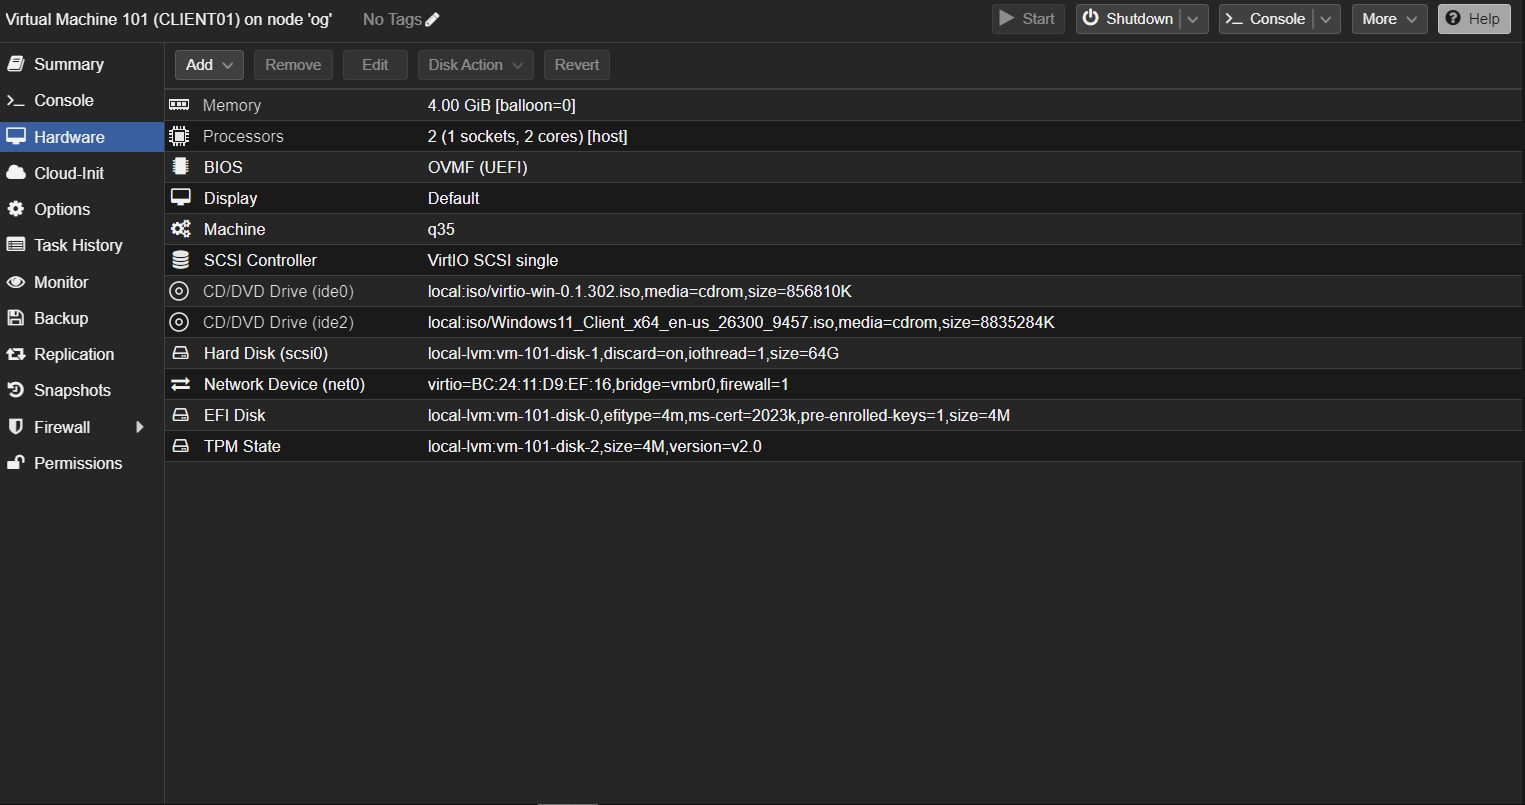 Virtual Machine 101 (CLIENT01) on node 'og' No Tags Start Shutdown Console More Help
Summary
Console
Hardware
Cloud-Init
Options
Task History
Monitor
Backup
Replication
Snapshots
Firewall
Permissions
Add Remove Edit Disk Action Revert
Memory 4.00 GiB [balloon=0]
Processors 2 (1 sockets, 2 cores) [host]
BIOS OVMF (UEFI)
Display Default
Machine q35
SCSI Controller VirtIO SCSI single
CD/DVD Drive (ide0) local:iso/virtio-win-0.1.302.iso,media=cdrom,size=856810K
CD/DVD Drive (ide2) local:iso/Windows11_Client_x64_en-us_26300_9457.iso,media=cdrom,size=8835284K
Hard Disk (scsi0) local-lvm:vm-101-disk-1,discard=on,iothread=1,size=64G
Network Device (net0) virtio=BC:24:11:D9:EF:16,bridge=vmbr0,firewall=1
EFI Disk local-lvm:vm-101-disk-0,efitype=4m,ms-cert=2023k,pre-enrolled-keys=1,size=4M
TPM State local-lvm:vm-101-disk-2,size=4M,version=v2.0